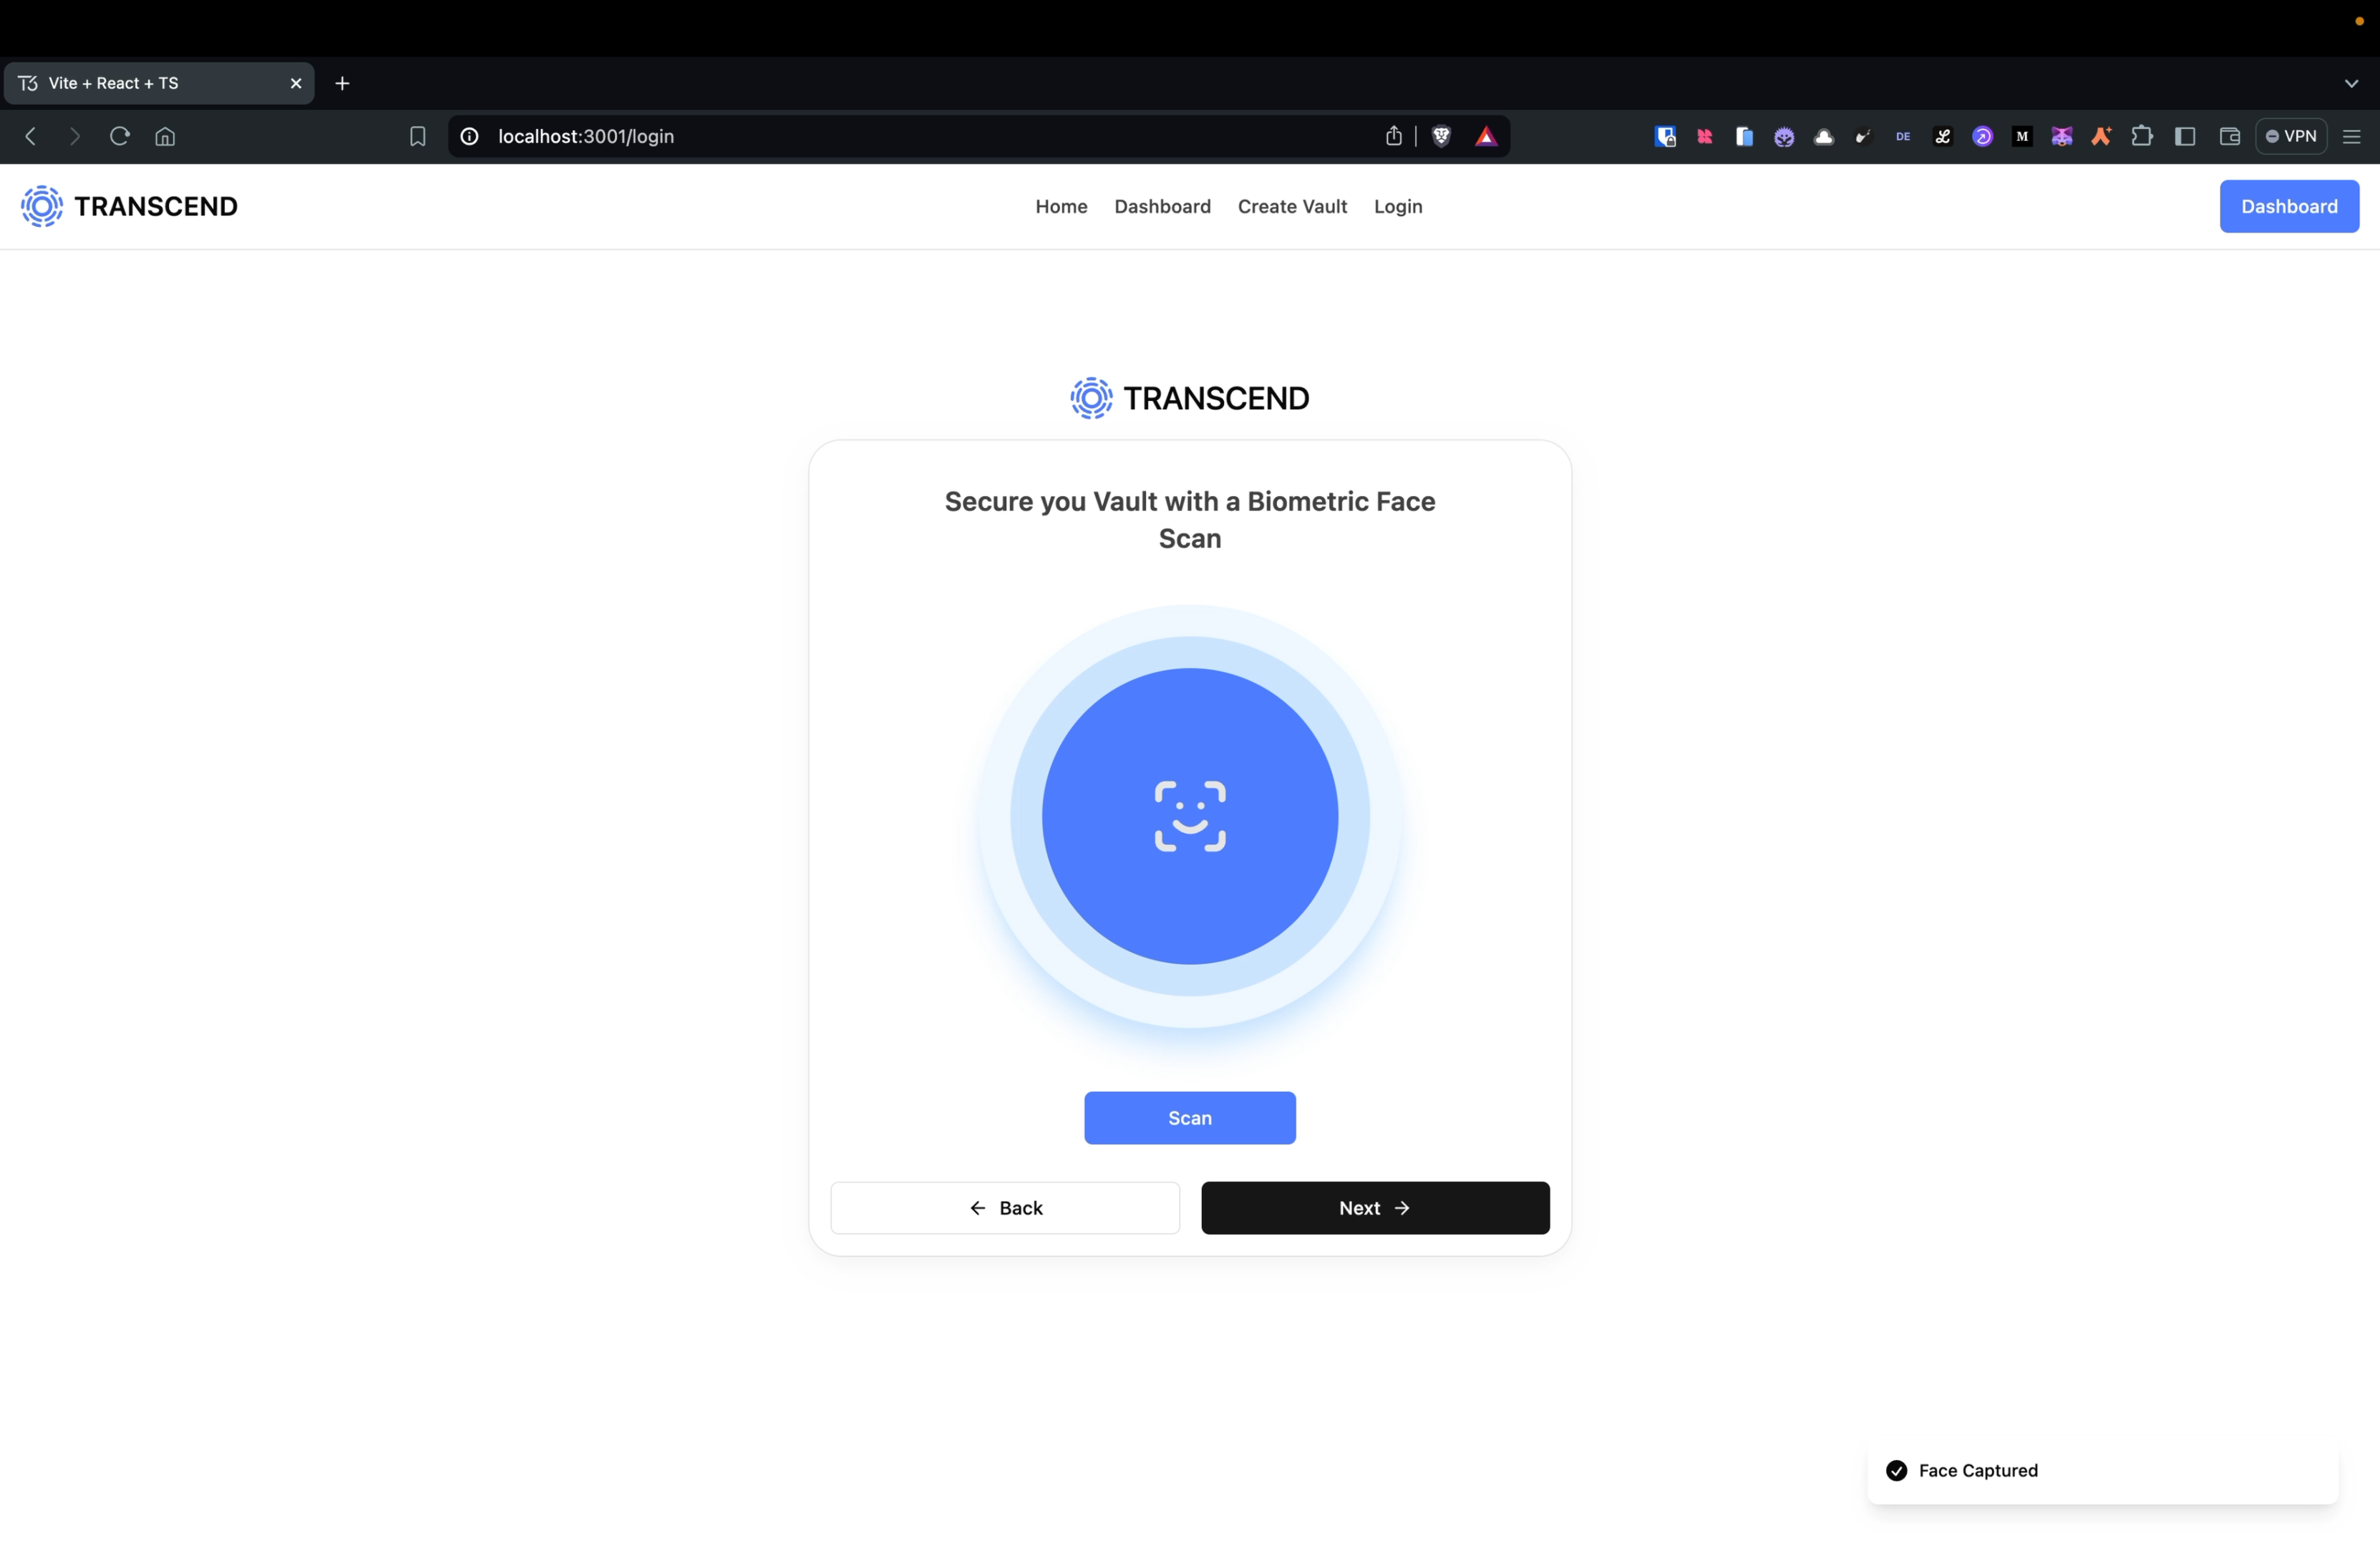 Vite + React + TS
localhost:3001/login
DE
M
VPN
TRANSCEND
Home
Dashboard
Create Vault
Login
Dashboard
TRANSCEND
Secure you Vault with a Biometric Face
Scan
Scan
Back
Next
Face Captured